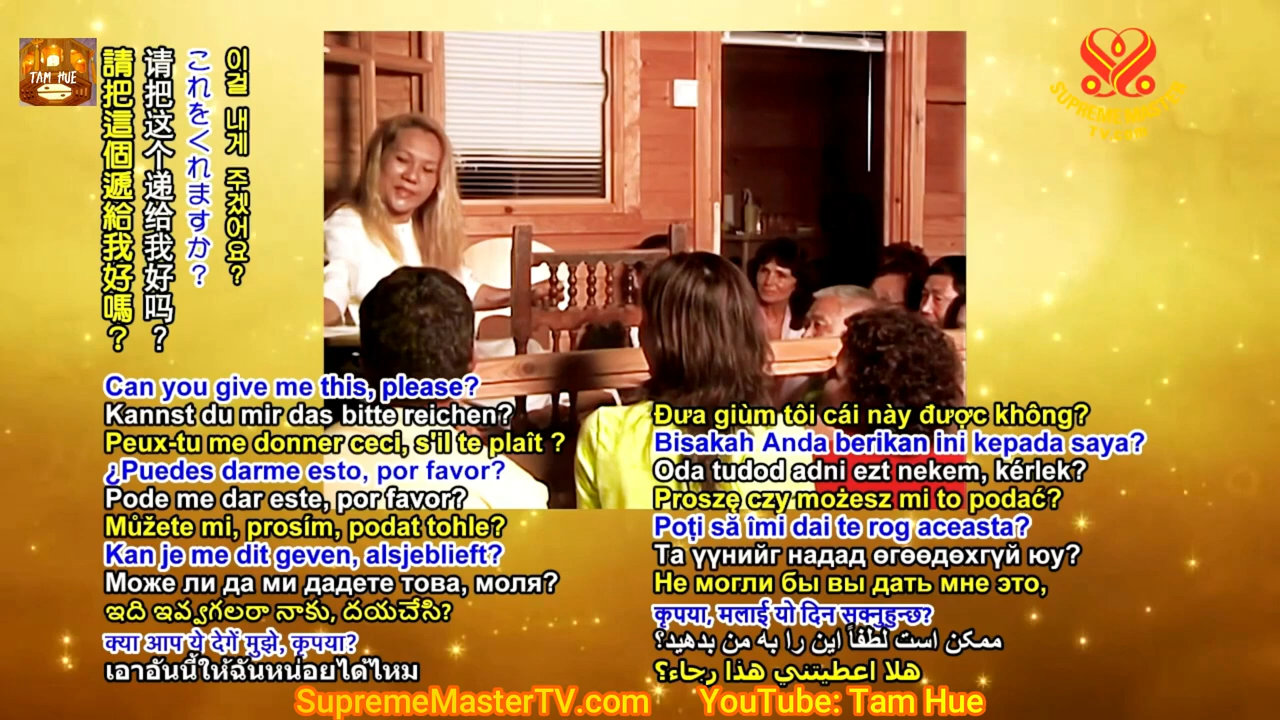 TAM HUE
SUPREME MASTER
請把這個遞給我好嗎？
请把这个递给我好吗？
これをくれますか？
이걸 내게 주겠어요?
Can you give me this, please?
Kannst du mir das bitte reichen?
Peux-tu me donner ceci, s'il te plaît ?
¿Puedes darme esto, por favor?
Pode me dar este, por favor?
Můžete mi, prosím, podat tohle?
Kan je me dit geven, alsjeblieft?
Може ли да ми дадете това, моля?
ఇది ఇవ్వగలరా నాకు, దయచేసి?
क्या आप ये देगें मुझे, कृपया?
เอาอันนี้ให้ฉันหน่อยได้ไหม
Đưa giùm tôi cái này được không?
Bisakah Anda berikan ini kepada saya?
Oda tudod adni ezt nekem, kérlek?
Proszę czy możesz mi to podać?
Poți să îmi dai te rog aceasta?
Та үүнийг надад өгөөдөхгүй юу?
Не могли бы вы дать мне это,
कृपया, मलाई यो दिन सक्नुहुन्छ?
ممکن است لطفاً این را به من بدهید؟
هلا اعطيتني هذا رجاء؟
SupremeMasterTV.com YouTube: Tam Hue